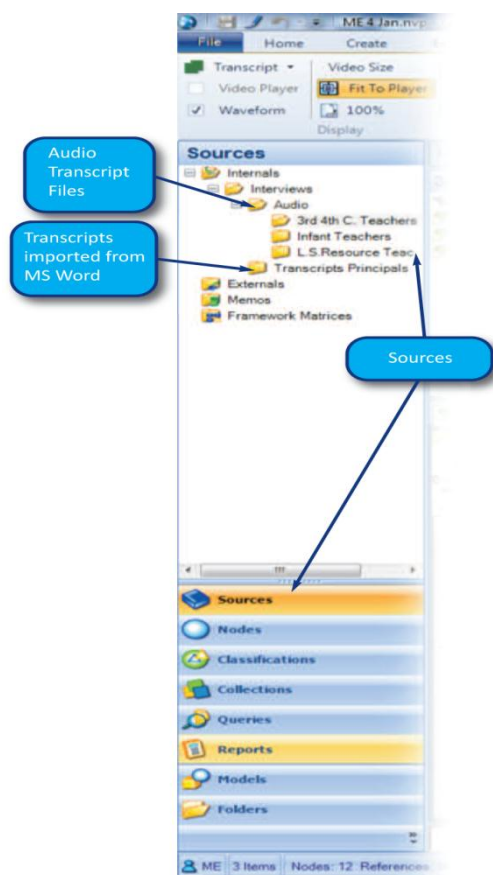 ME 4 Jan.nvp
File Home Create
Transcript Video Size
Video Player Fit To Player
Waveform 100%
Display
Sources
Internals
Interviews
Audio
3rd 4th C. Teachers
Infant Teachers
L.S.Resource Teac
Transcripts Principals
Externals
Memos
Framework Matrices
Audio
Transcript
Files
Transcripts
imported from
MS Word
Sources
Sources
Nodes
Classifications
Collections
Queries
Reports
Models
Folders
ME 3 Items Nodes: 12 References